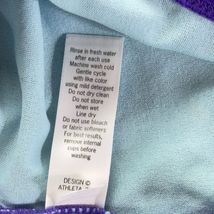 Rinse in fresh water
after each use
Machine wash cold
Gentle cycle
with like color
using mild detergent
Do not dry clean
Do not store
when wet
Line dry
Do not use bleach
or fabric softeners
For best results,
remove internal
cups before
washing
DESIGN ©
ATHLETA